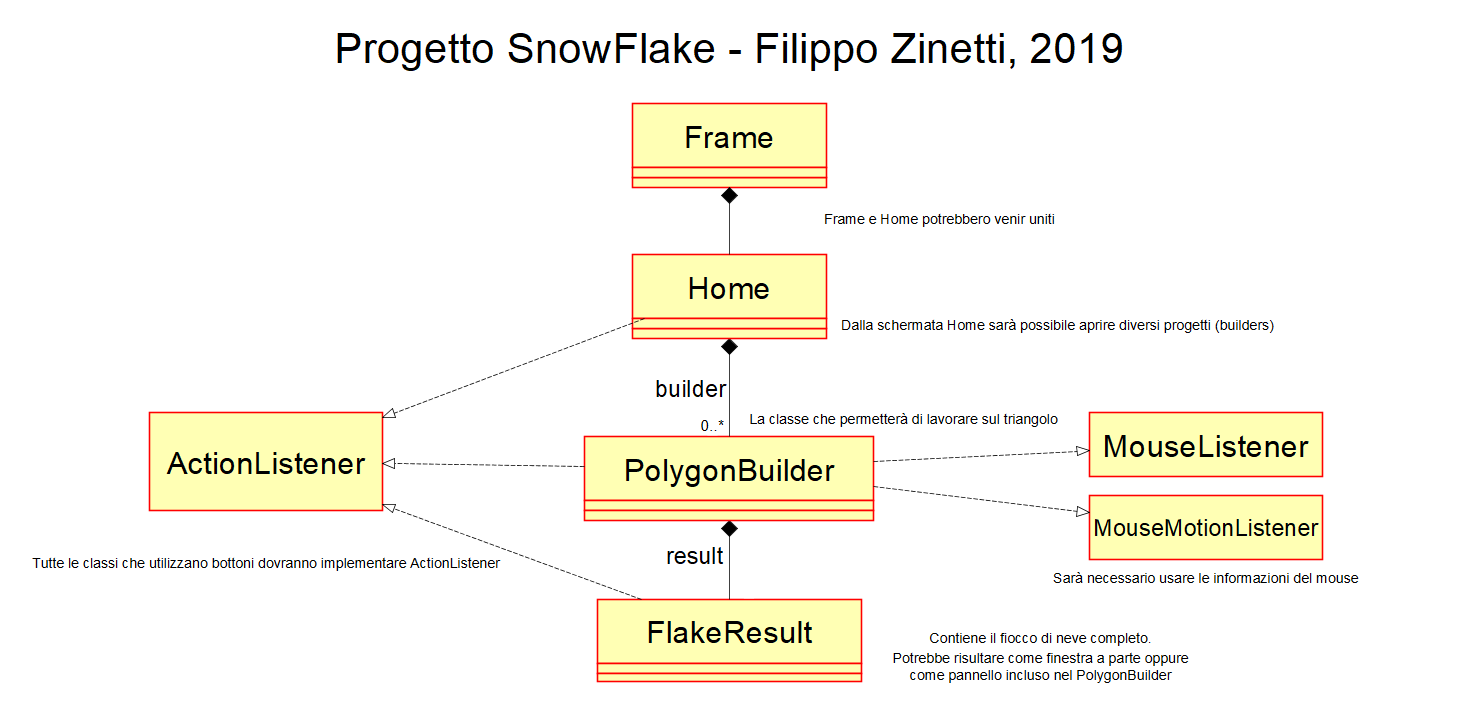 Progetto SnowFlake - Filippo Zinetti, 2019
Frame
Frame e Home potrebbero venir uniti
Home
Dalla schermata Home sarà possibile aprire diversi progetti (builders)
builder
0..*
La classe che permetterà di lavorare sul triangolo
ActionListener
PolygonBuilder
MouseListener
MouseMotionListener
Tutte le classi che utilizzano bottoni dovranno implementare ActionListener
result
Sarà necessario usare le informazioni del mouse
FlakeResult
Contiene il fiocco di neve completo.
Potrebbe risultare come finestra a parte oppure
come pannello incluso nel PolygonBuilder